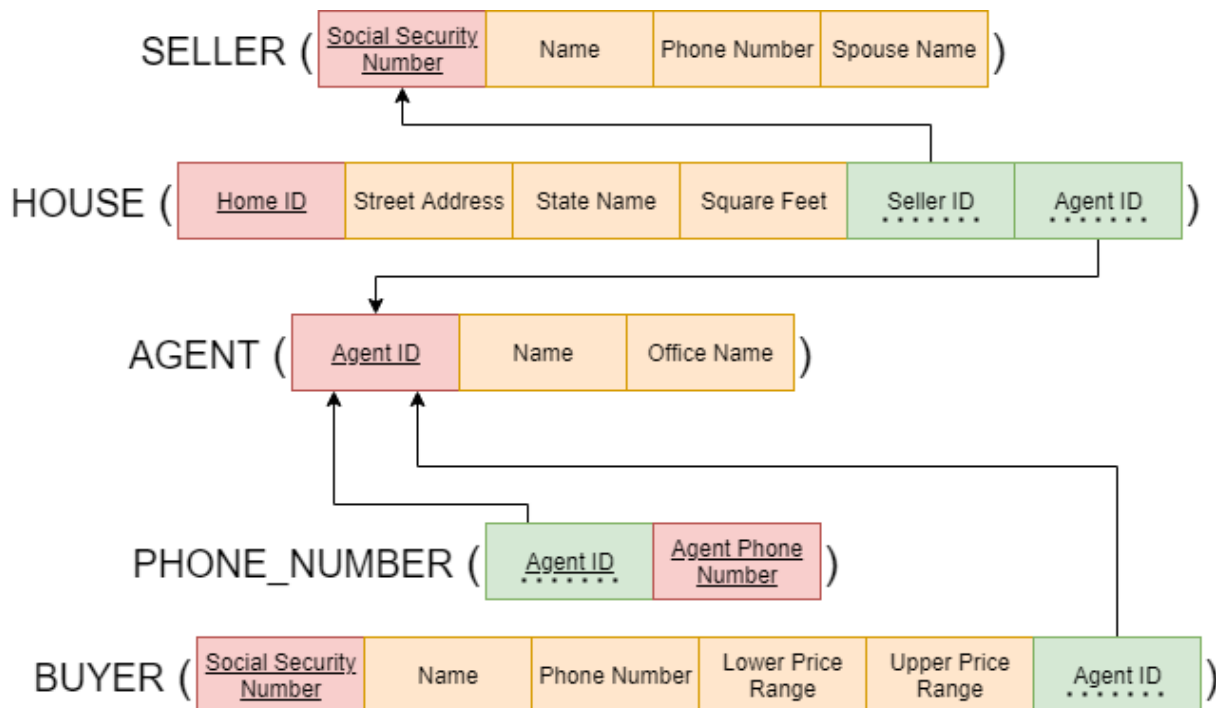 SELLER ( Social Security Number Name Phone Number Spouse Name )
HOUSE ( Home ID Street Address State Name Square Feet Seller ID Agent ID )
AGENT ( Agent ID Name Office Name )
PHONE_NUMBER ( Agent ID Agent Phone Number )
BUYER ( Social Security Number Name Phone Number Lower Price Range Upper Price Range Agent ID )